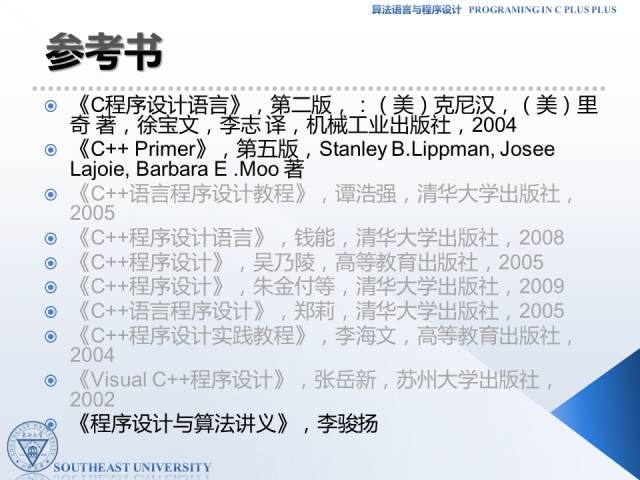 算法语言与程序设计 PROGRAMING IN C PLUS PLUS
参考书
《C程序设计语言》，第二版，：（美）克尼汉，（美）里
奇 著，徐宝文，李志 译，机械工业出版社，2004
《C++ Primer》，第五版，Stanley B.Lippman, Josee
Lajoie, Barbara E .Moo 著
《C++语言程序设计教程》，谭浩强，清华大学出版社，
2005
《C++程序设计语言》，钱能，清华大学出版社，2008
《C++程序设计》，吴乃陵，高等教育出版社，2005
《C++程序设计》，朱金付等，清华大学出版社，2009
《C++语言程序设计》，郑莉，清华大学出版社，2005
《C++程序设计实践教程》，李海文，高等教育出版社，
2004
《Visual C++程序设计》，张岳新，苏州大学出版社，
2002
《程序设计与算法讲义》，李骏扬
SOUTHEAST UNIVERSITY